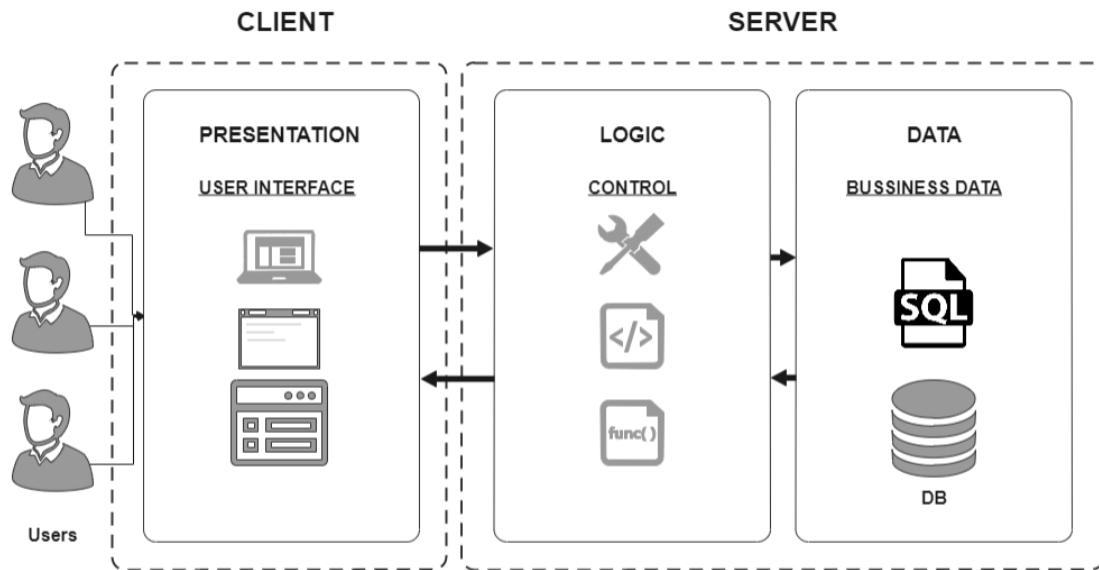 CLIENT
SERVER
PRESENTATION
USER INTERFACE
LOGIC
CONTROL
</>
func( )
DATA
BUSSINESS DATA
SQL
DB
Users